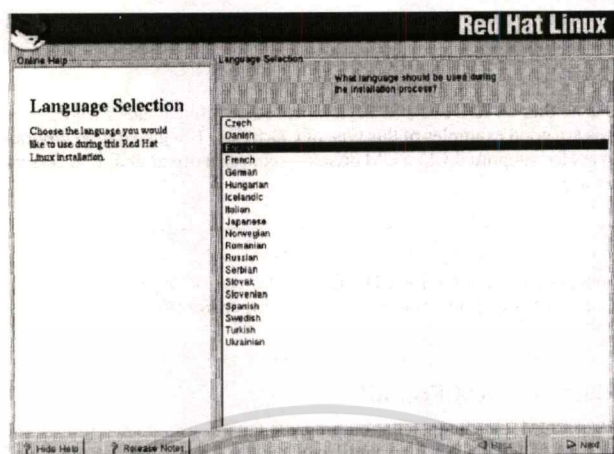 Red Hat Linux
Online Help
Language Selection
Language Selection
Choose the language you would
like to use during this Red Hat
Linux installation.
What language should be used during
the installation process?
Czech
Danish
English
French
German
Hungarian
Icelandic
Italian
Japanese
Norwegian
Romanian
Russian
Serbian
Slovak
Slovenian
Spanish
Swedish
Turkish
Ukrainian
? Hide Help
? Release Notes
Back
Next